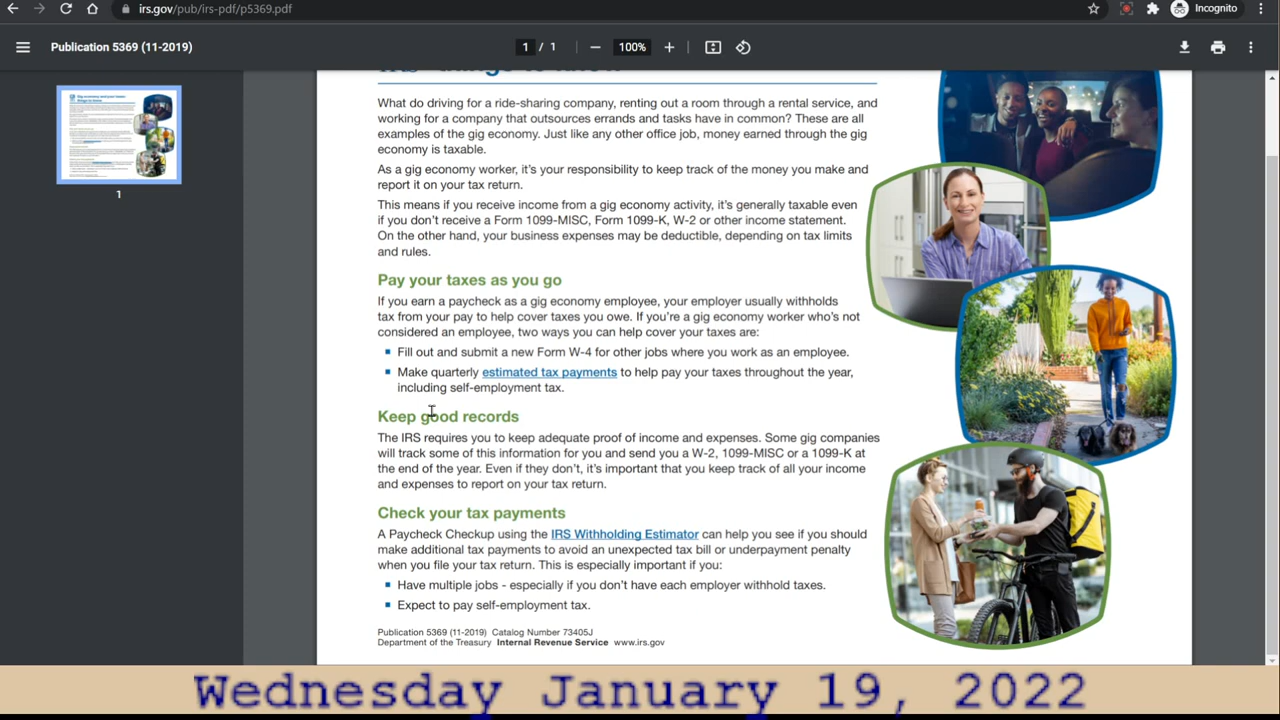 irs.gov/pub/irs-pdf/p5369.pdf
Incognito
Publication 5369 (11-2019)
1 / 1
100%
1
What do driving for a ride-sharing company, renting out a room through a rental service, and
working for a company that outsources errands and tasks have in common? These are all
examples of the gig economy. Just like any other office job, money earned through the gig
economy is taxable.
As a gig economy worker, it's your responsibility to keep track of the money you make and
report it on your tax return.
This means if you receive income from a gig economy activity, it's generally taxable even
if you don't receive a Form 1099-MISC, Form 1099-K, W-2 or other income statement.
On the other hand, your business expenses may be deductible, depending on tax limits
and rules.
Pay your taxes as you go
If you earn a paycheck as a gig economy employee, your employer usually withholds
tax from your pay to help cover taxes you owe. If you're a gig economy worker who's not
considered an employee, two ways you can help cover your taxes are:
Fill out and submit a new Form W-4 for other jobs where you work as an employee.
Make quarterly estimated tax payments to help pay your taxes throughout the year,
including self-employment tax.
Keep good records
The IRS requires you to keep adequate proof of income and expenses. Some gig companies
will track some of this information for you and send you a W-2, 1099-MISC or a 1099-K at
the end of the year. Even if they don't, it's important that you keep track of all your income
and expenses to report on your tax return.
Check your tax payments
A Paycheck Checkup using the IRS Withholding Estimator can help you see if you should
make additional tax payments to avoid an unexpected tax bill or underpayment penalty
when you file your tax return. This is especially important if you:
Have multiple jobs - especially if you don't have each employer withhold taxes.
Expect to pay self-employment tax.
Publication 5369 (11-2019) Catalog Number 73405J
Department of the Treasury Internal Revenue Service www.irs.gov
Wednesday January 19, 2022